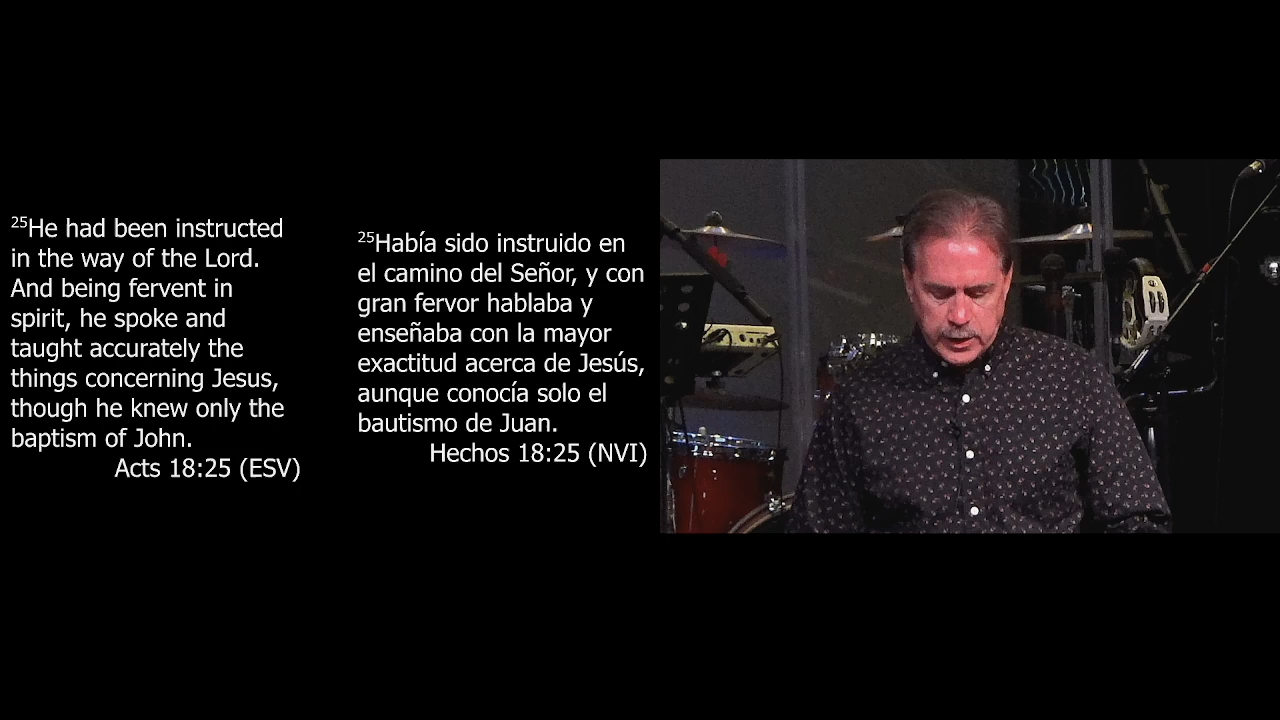 25He had been instructed
in the way of the Lord.
And being fervent in
spirit, he spoke and
taught accurately the
things concerning Jesus,
though he knew only the
baptism of John.
Acts 18:25 (ESV)
25Había sido instruido en
el camino del Señor, y con
gran fervor hablaba y
enseñaba con la mayor
exactitud acerca de Jesús,
aunque conocía solo el
bautismo de Juan.
Hechos 18:25 (NVI)